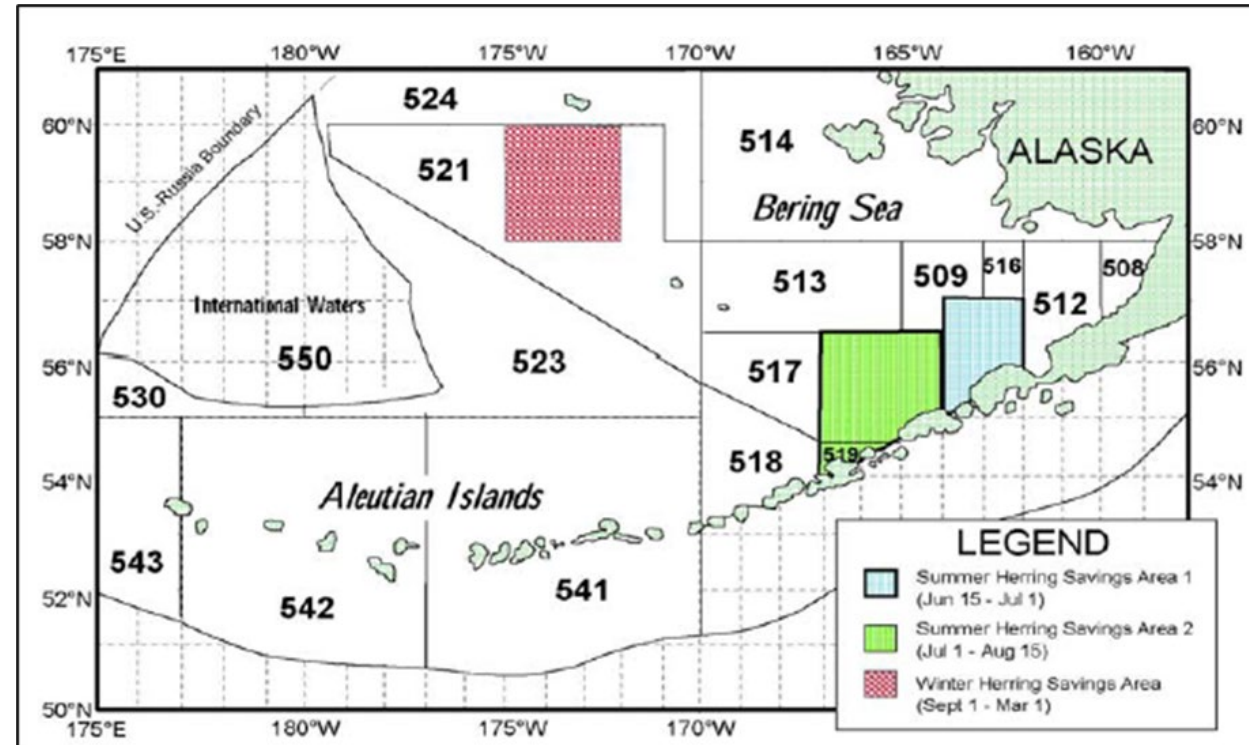 175°E 180°W 175°W 170°W 165°W 160°W
524
60°N
60°N
514
ALASKA
521
U.S.-Russia Boundary
Bering Sea
58°N
58°N
513
509
516
508
512
International Waters
550
523
517
56°N
56°N
530
519
518
54°N
54°N
Aleutian Islands
543
542
541
52°N
LEGEND
Summer Herring Savings Area 1
(Jun 15 - Jul 1)
Summer Herring Savings Area 2
(Jul 1 - Aug 15)
Winter Herring Savings Area
(Sept 1 - Mar 1)
50°N
175°E 180°W 175°W 170°W